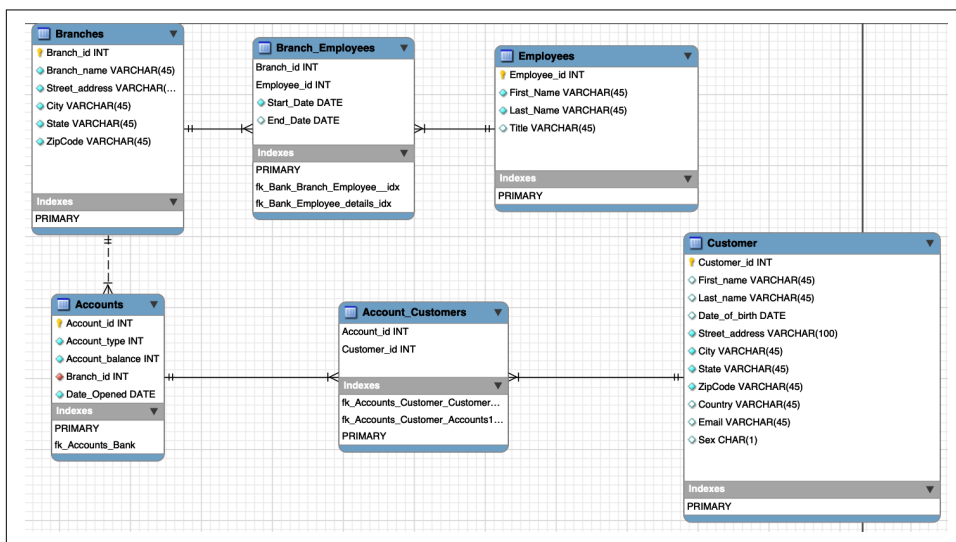 Branches
Branch_id INT
Branch_name VARCHAR(45)
Street_address VARCHAR(...
City VARCHAR(45)
State VARCHAR(45)
ZipCode VARCHAR(45)
Indexes
PRIMARY
Branch_Employees
Branch_id INT
Employee_id INT
Start_Date DATE
End_Date DATE
Indexes
PRIMARY
fk_Bank_Branch_Employee__idx
fk_Bank_Employee_details_idx
Employees
Employee_id INT
First_Name VARCHAR(45)
Last_Name VARCHAR(45)
Title VARCHAR(45)
Indexes
PRIMARY
Accounts
Account_id INT
Account_type INT
Account_balance INT
Branch_id INT
Date_Opened DATE
Indexes
PRIMARY
fk_Accounts_Bank
Account_Customers
Account_id INT
Customer_id INT
Indexes
fk_Accounts_Customer_Customer...
fk_Accounts_Customer_Accounts1...
PRIMARY
Customer
Customer_id INT
First_name VARCHAR(45)
Last_name VARCHAR(45)
Date_of_birth DATE
Street_address VARCHAR(100)
City VARCHAR(45)
State VARCHAR(45)
ZipCode VARCHAR(45)
Country VARCHAR(45)
Email VARCHAR(45)
Sex CHAR(1)
Indexes
PRIMARY